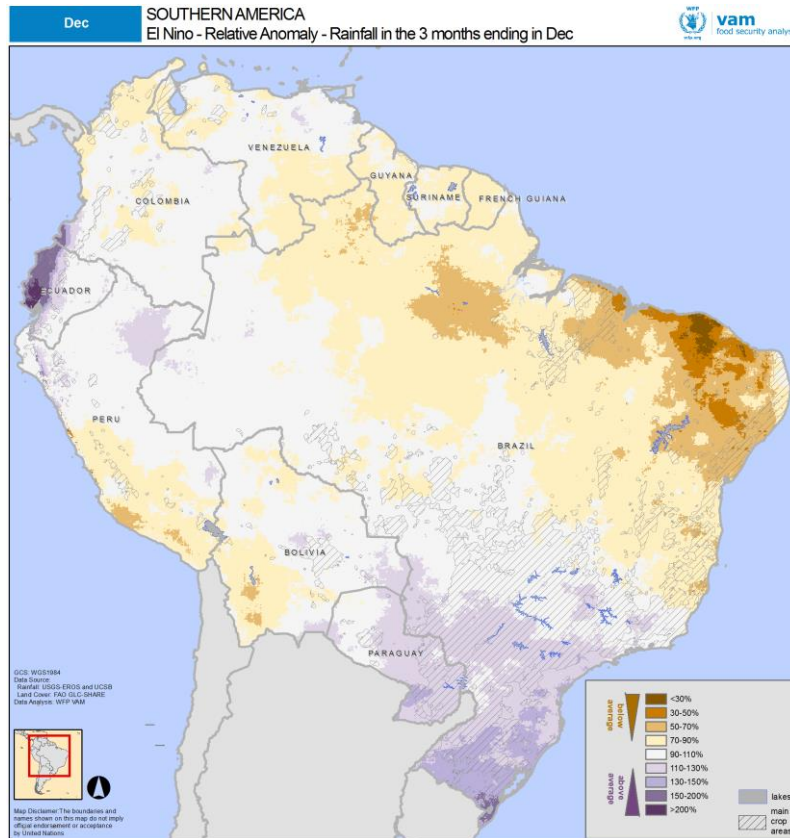 Dec
SOUTHERN AMERICA
El Nino - Relative Anomaly - Rainfall in the 3 months ending in Dec
WFP
wfp.org
vam
food security analys
VENEZUELA
GUYANA
SURINAME
FRENCH GUIANA
COLOMBIA
ECUADOR
PERU
BRAZIL
BOLIVIA
PARAGUAY
GCS: WGS1984
Data Source:
Rainfall: USGS-EROS and UCSB
Land Cover: FAO GLC-SHARE
Data Analysis: WFP VAM
Map Disclaimer: The boundaries and
names shown on this map do not imply
official endorsement or acceptance
by United Nations
below
average
above
average
<30%
30-50%
50-70%
70-90%
90-110%
110-130%
130-150%
150-200%
>200%
lakes
main
crop
areas